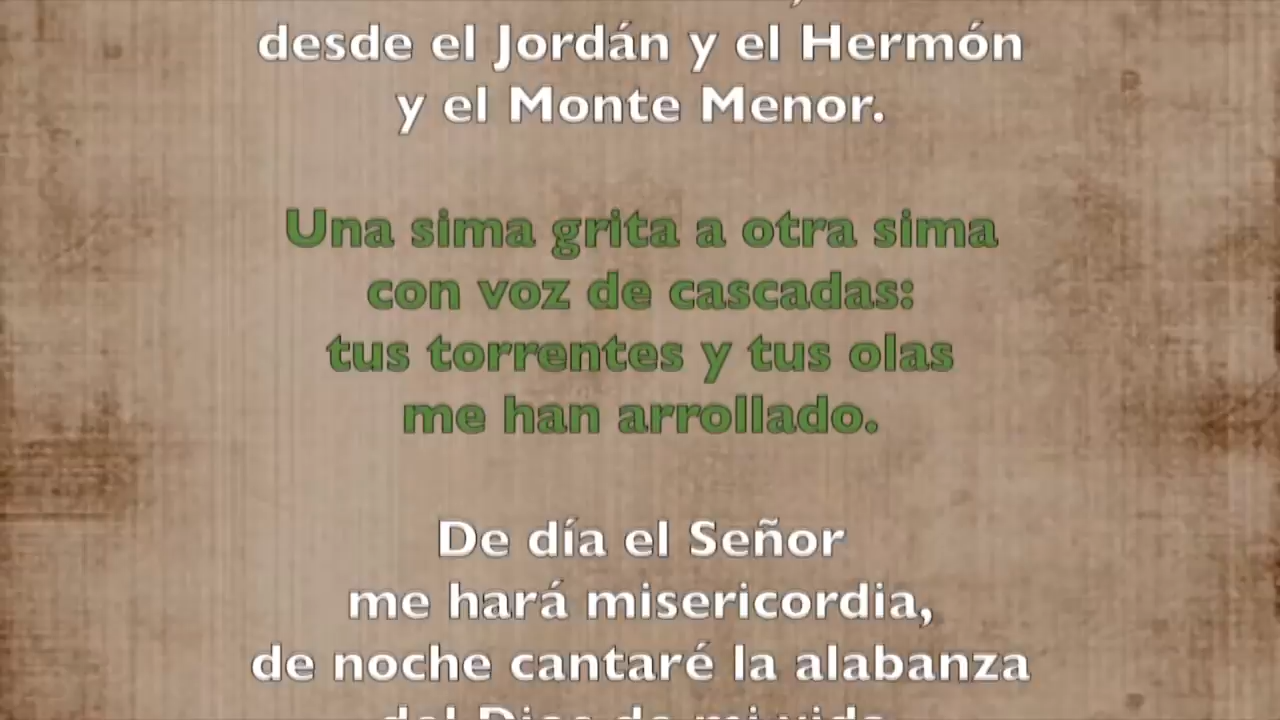 desde el Jordán y el Hermón
y el Monte Menor.
Una sima grita a otra sima
con voz de cascadas:
tus torrentes y tus olas
me han arrollado.
De día el Señor
me hará misericordia,
de noche cantaré la alabanza
del Dios de mi vida